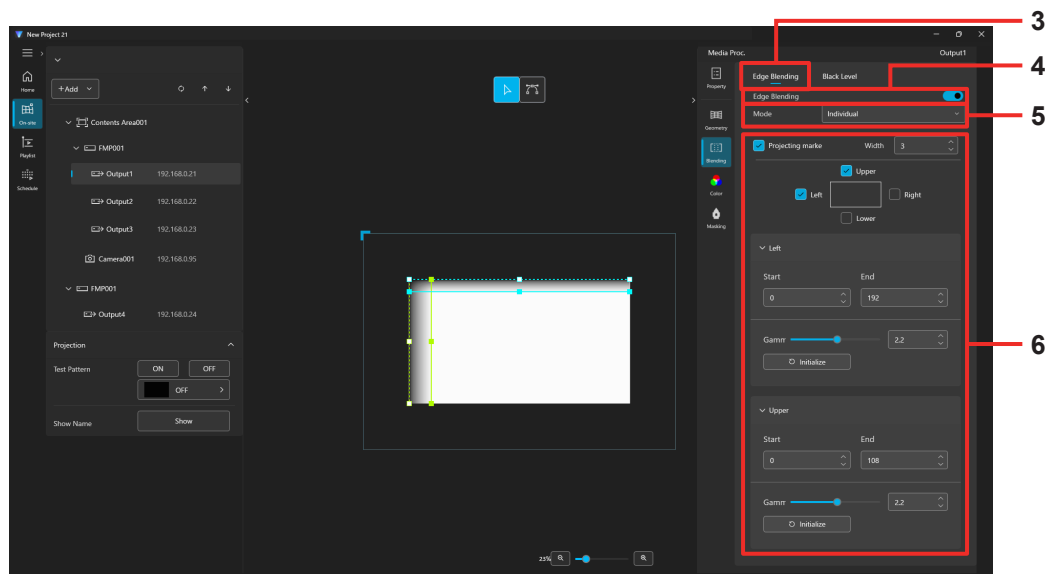 New Project 21
Home
On-site
Playlist
Schedule
+Add
Contents Area001
FMP001
Output1 192.168.0.21
Output2 192.168.0.22
Output3 192.168.0.23
Camera001 192.168.0.95
FMP001
Output4 192.168.0.24
Projection
Test Pattern ON OFF
OFF
Show Name Show
23%
Media Proc. Output1
Property
Geometry
Blending
Color
Masking
Edge Blending Black Level
Edge Blending
Mode Individual
Projecting marke Width 3
Upper
Left Right
Lower
Left
Start End
0 192
Gamm 2.2
Initialize
Upper
Start End
0 108
Gamm 2.2
Initialize
3
4
5
6